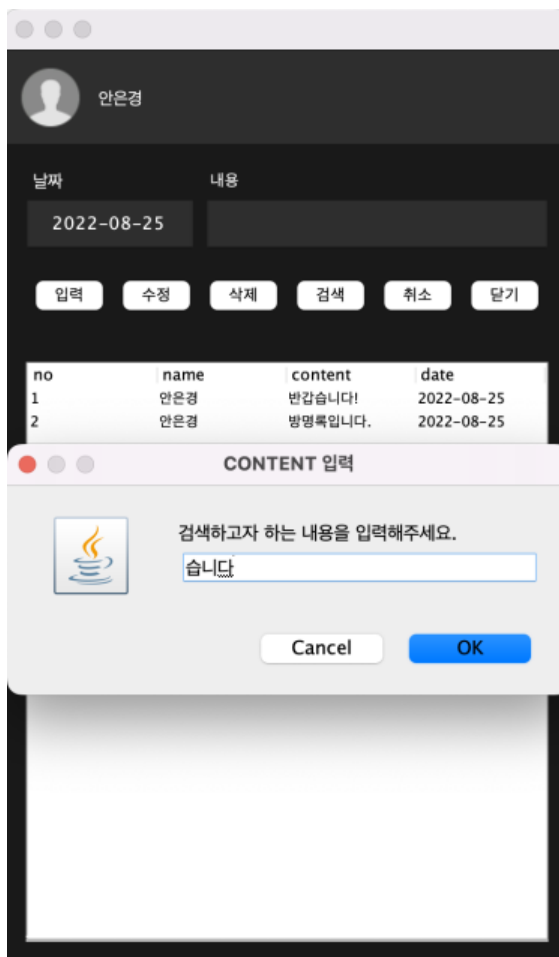 안은경
날짜 내용
2022-08-25
입력 수정 삭제 검색 취소 닫기
no name content date
1 안은경 반갑습니다! 2022-08-25
2 안은경 방명록입니다. 2022-08-25
CONTENT 입력
검색하고자 하는 내용을 입력해주세요.
습니다
Cancel OK